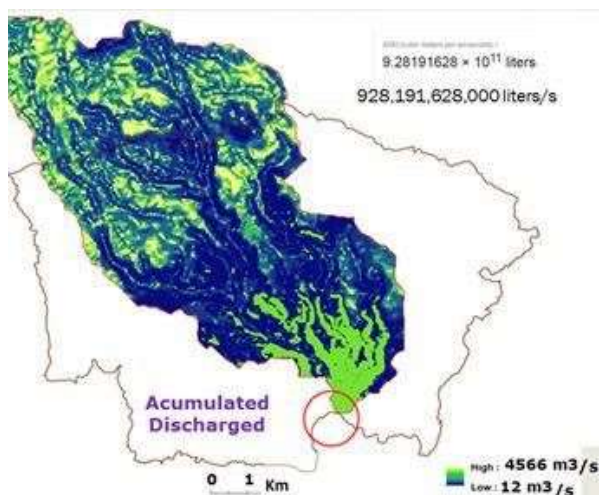 9.28191628 × 10¹¹ liters
928,191,628,000 liters/s
Acumulated
Discharged
0 1 Km
High : 4566 m3/s
Low : 12 m3/s